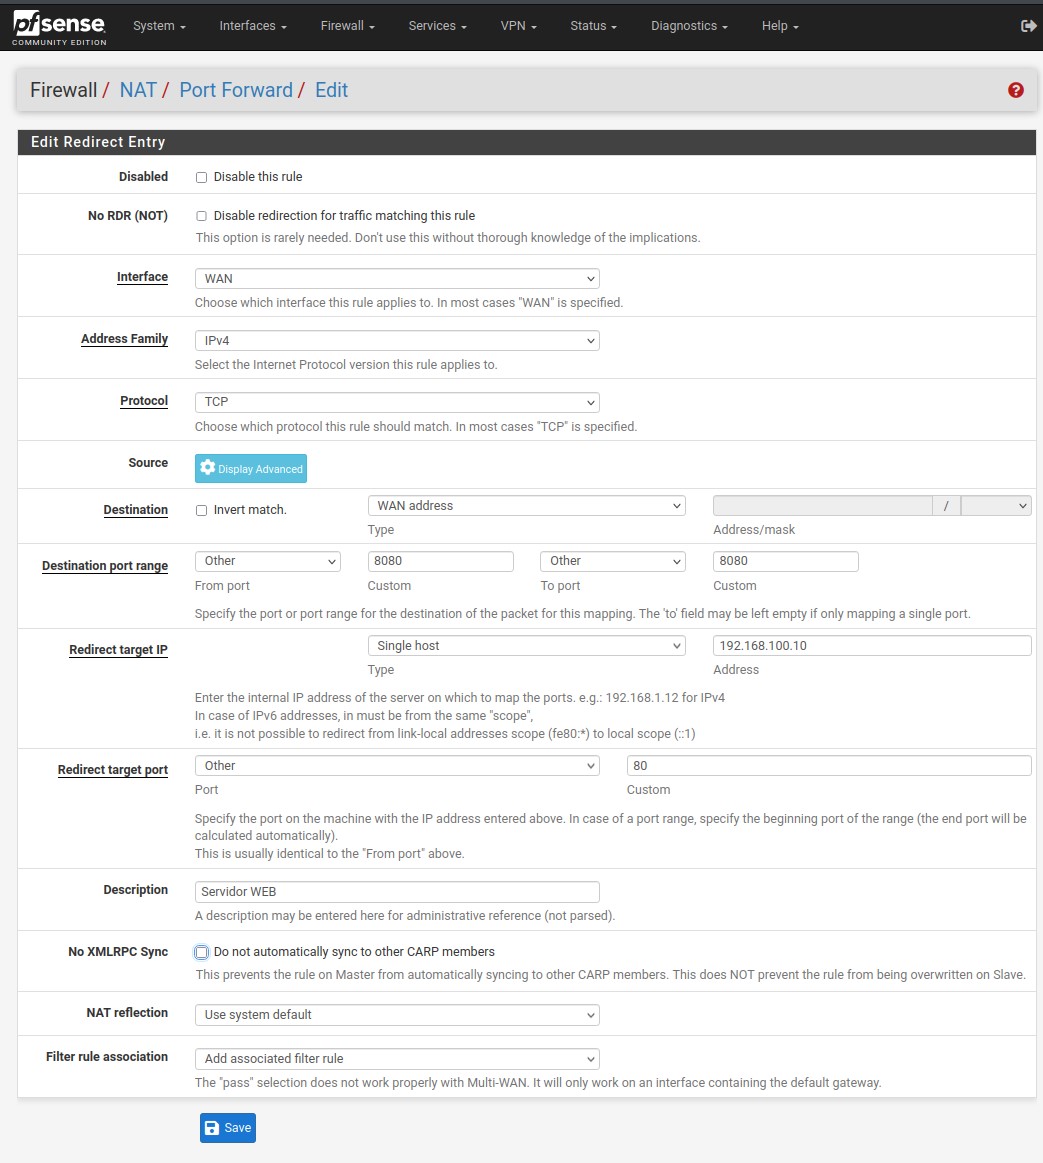 pfsense
COMMUNITY EDITION
System Interfaces Firewall Services VPN Status Diagnostics Help
Firewall / NAT / Port Forward / Edit
Edit Redirect Entry
Disabled Disable this rule
No RDR (NOT) Disable redirection for traffic matching this rule
This option is rarely needed. Don't use this without thorough knowledge of the implications.
Interface WAN
Choose which interface this rule applies to. In most cases "WAN" is specified.
Address Family IPv4
Select the Internet Protocol version this rule applies to.
Protocol TCP
Choose which protocol this rule should match. In most cases "TCP" is specified.
Source Display Advanced
Destination Invert match. WAN address /
Type Address/mask
Destination port range Other 8080 Other 8080
From port Custom To port Custom
Specify the port or port range for the destination of the packet for this mapping. The 'to' field may be left empty if only mapping a single port.
Redirect target IP Single host 192.168.100.10
Type Address
Enter the internal IP address of the server on which to map the ports. e.g.: 192.168.1.12 for IPv4
In case of IPv6 addresses, in must be from the same "scope",
i.e. it is not possible to redirect from link-local addresses scope (fe80:*) to local scope (::1)
Redirect target port Other 80
Port Custom
Specify the port on the machine with the IP address entered above. In case of a port range, specify the beginning port of the range (the end port will be
calculated automatically).
This is usually identical to the "From port" above.
Description Servidor WEB
A description may be entered here for administrative reference (not parsed).
No XMLRPC Sync Do not automatically sync to other CARP members
This prevents the rule on Master from automatically syncing to other CARP members. This does NOT prevent the rule from being overwritten on Slave.
NAT reflection Use system default
Filter rule association Add associated filter rule
The "pass" selection does not work properly with Multi-WAN. It will only work on an interface containing the default gateway.
Save